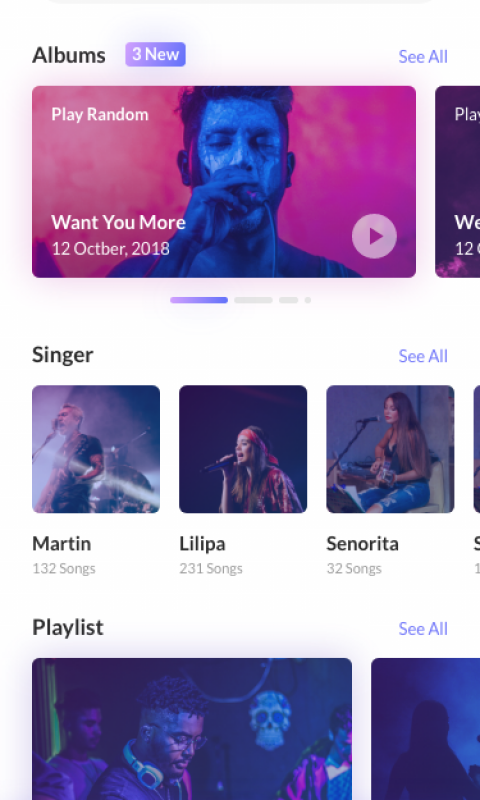 Albums 3 New See All
Play Random Play
Want You More We
12 Octber, 2018 12
Singer See All
Martin Lilipa Senorita S
132 Songs 231 Songs 32 Songs 1
Playlist See All